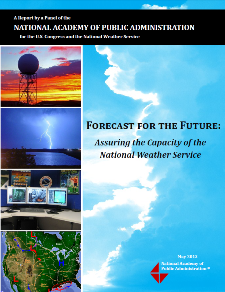 A Report by a Panel of the
NATIONAL ACADEMY OF PUBLIC ADMINISTRATION
for the U.S. Congress and the National Weather Service
FORECAST FOR THE FUTURE:
Assuring the Capacity of the
National Weather Service
May 2013
National Academy of
Public Administration®